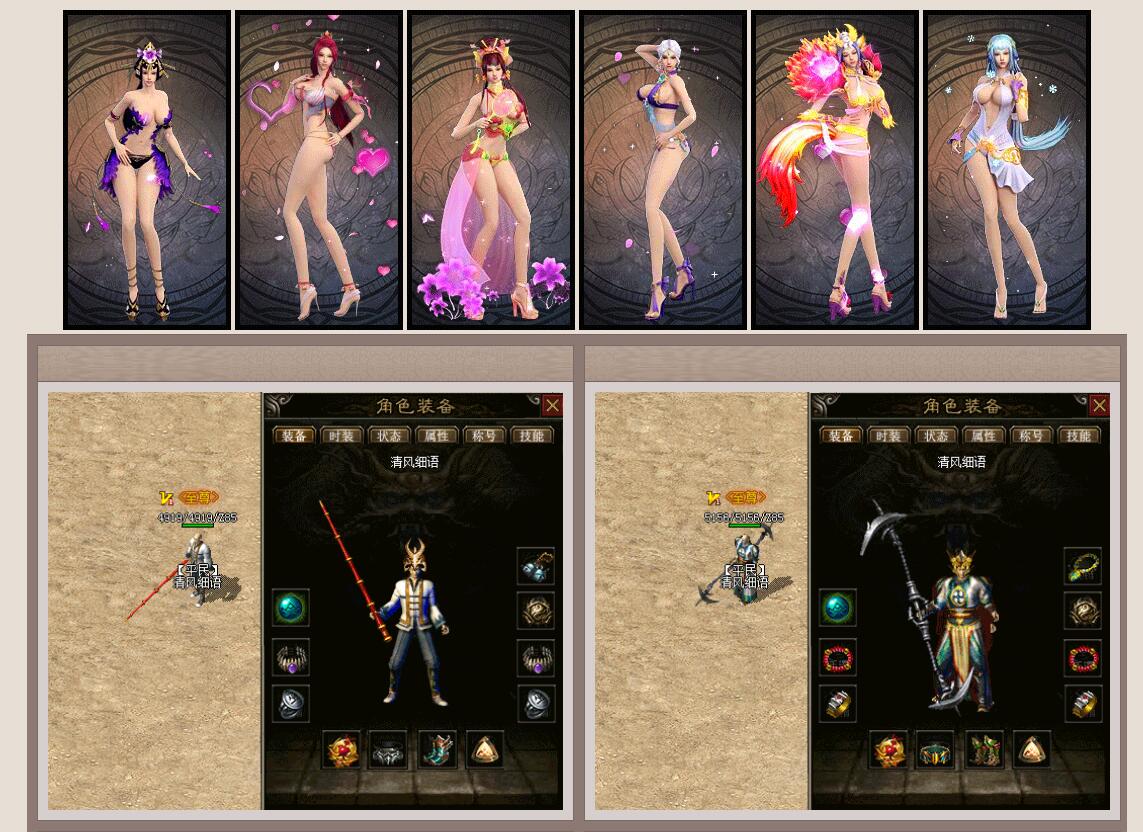 角色装备
装备 时装 状态 属性 称号 技能
清风细语
《至尊》
4919/4919/Z85
【平民】
清风细语
角色装备
装备 时装 状态 属性 称号 技能
清风细语
《至尊》
5156/5156/Z85
【平民】
清风细语